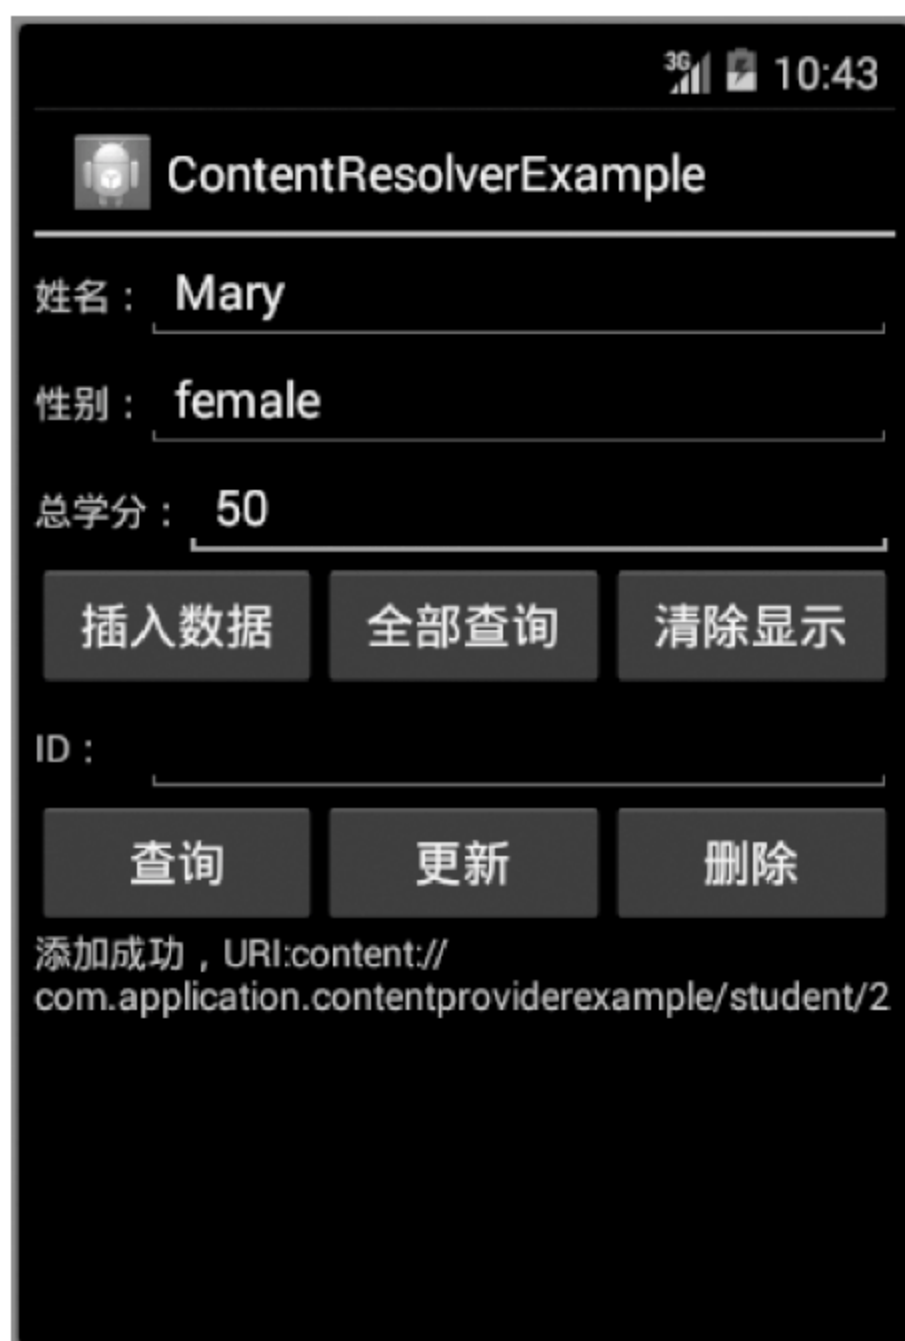 3G 10:43
ContentResolverExample
姓名： Mary
性别： female
总学分： 50
插入数据 全部查询 清除显示
ID：
查询 更新 删除
添加成功，URI:content://
com.application.contentproviderexample/student/2